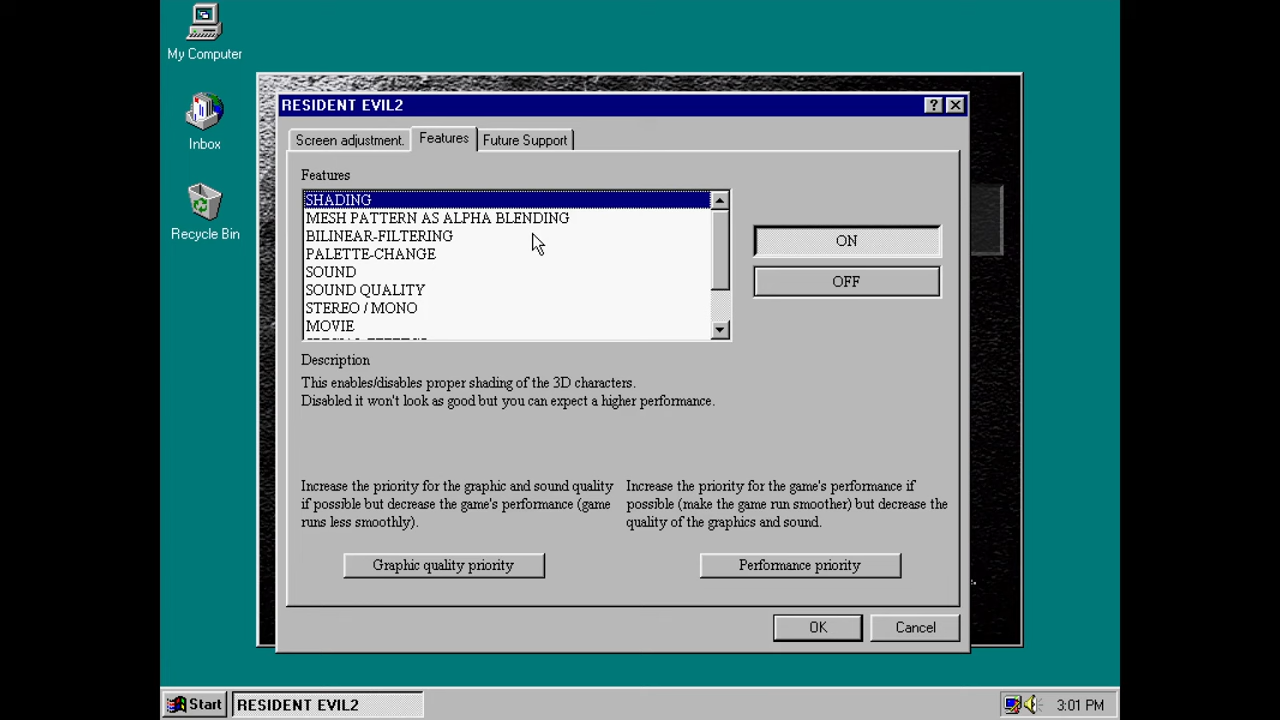 My Computer
Inbox
Recycle Bin
RESIDENT EVIL2
Screen adjustment.
Features
Future Support
Features
SHADING
MESH PATTERN AS ALPHA BLENDING
BILINEAR-FILTERING
PALETTE-CHANGE
SOUND
SOUND QUALITY
STEREO / MONO
MOVIE
ON
OFF
Description
This enables/disables proper shading of the 3D characters.
Disabled it won't look as good but you can expect a higher performance.
Increase the priority for the graphic and sound quality
if possible but decrease the game's performance (game
runs less smoothly).
Increase the priority for the game's performance if
possible (make the game run smoother) but decrease the
quality of the graphics and sound.
Graphic quality priority
Performance priority
OK
Cancel
Start
RESIDENT EVIL2
3:01 PM